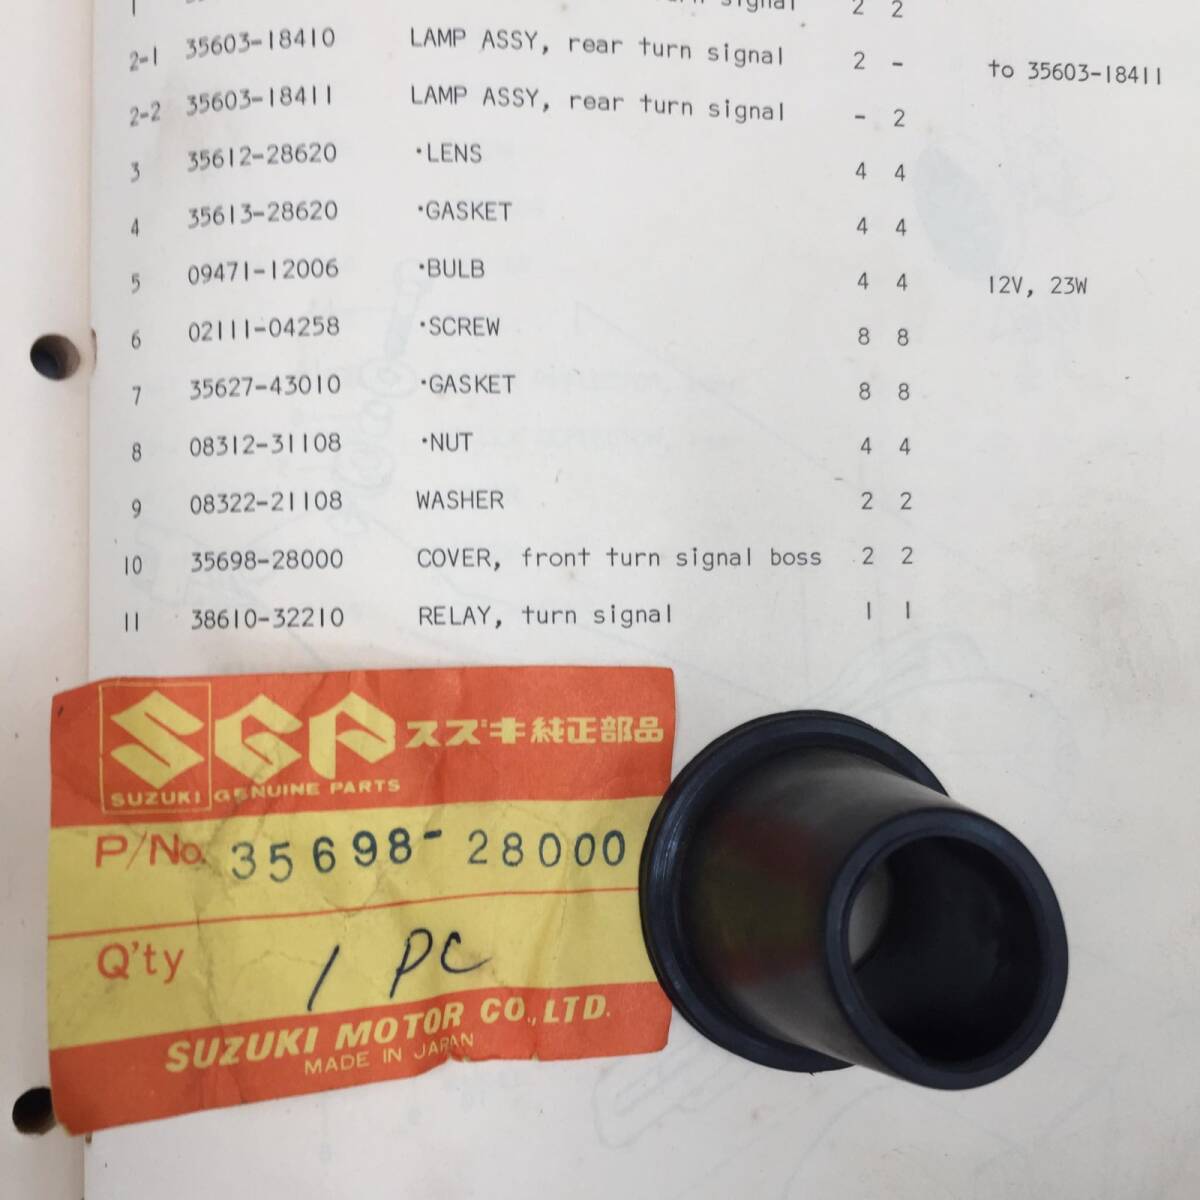 1 turn signal 2 2
2-1 35603-18410 LAMP ASSY, rear turn signal 2 - to 35603-18411
2-2 35603-18411 LAMP ASSY, rear turn signal - 2
3 35612-28620 ·LENS 4 4
4 35613-28620 ·GASKET 4 4
5 09471-12006 ·BULB 4 4 12V, 23W
6 02111-04258 ·SCREW 8 8
7 35627-43010 ·GASKET 8 8
8 08312-31108 ·NUT 4 4
9 08322-21108 WASHER 2 2
10 35698-28000 COVER, front turn signal boss 2 2
11 38610-32210 RELAY, turn signal 1 1
SGP スズキ純正部品
SUZUKI GENUINE PARTS
P/No. 35698-28000
Q'ty 1 PC
SUZUKI MOTOR CO., LTD.
MADE IN JAPAN